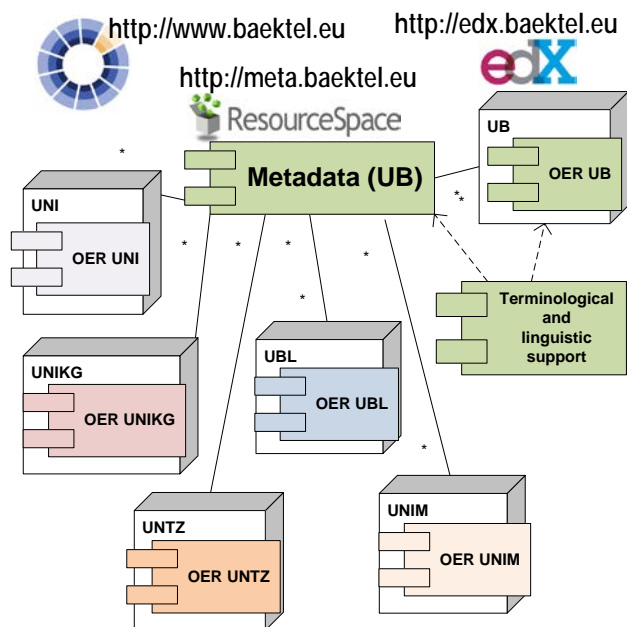 http://www.baektel.eu
http://edx.baektel.eu
edX
http://meta.baektel.eu
ResourceSpace
*
UB
Metadata (UB)
OER UB
*
*
UNI
*
*
*
OER UNI
*
Terminological
and
linguistic
support
*
UBL
UNIKG
OER UBL
OER UNIKG
*
UNTZ
UNIM
OER UNIM
OER UNTZ